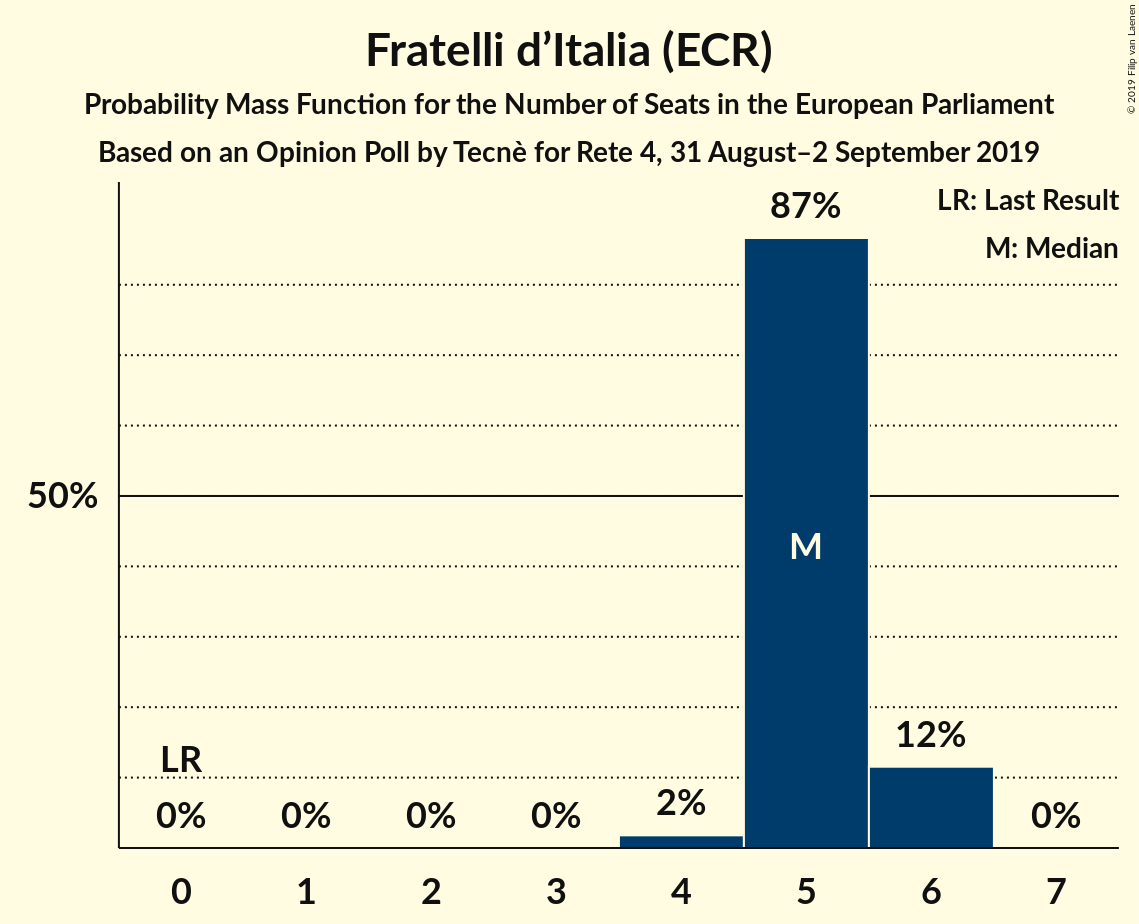 Fratelli d’Italia (ECR)
Probability Mass Function for the Number of Seats in the European Parliament
Based on an Opinion Poll by Tecnè for Rete 4, 31 August–2 September 2019
© 2019 Filip van Laenen
LR: Last Result
M: Median
87%
50%
M
12%
LR
2%
0% 0% 0% 0% 0%
0 1 2 3 4 5 6 7